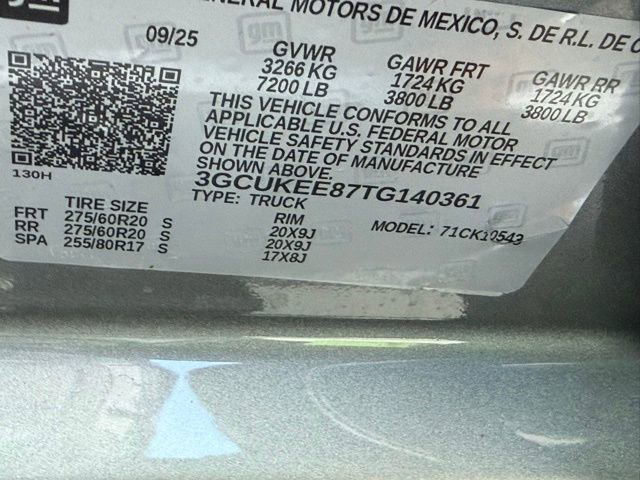 gm
GENERAL MOTORS DE MEXICO, S. DE R.L. DE C
09/25
GVWR GAWR FRT GAWR RR
3266 KG 1724 KG 1724 KG
7200 LB 3800 LB 3800 LB
THIS VEHICLE CONFORMS TO ALL
APPLICABLE U.S. FEDERAL MOTOR
VEHICLE SAFETY STANDARDS IN EFFECT
ON THE DATE OF MANUFACTURE
SHOWN ABOVE.
130H
3GCUKEE87TG140361
TYPE: TRUCK
MODEL: 71CK10543
TIRE SIZE RIM
FRT 275/60R20 S 20X9J
RR 275/60R20 S 20X9J
SPA 255/80R17 S 17X8J